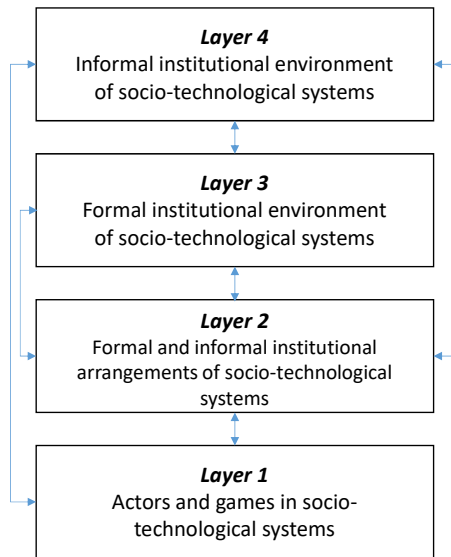 Layer 4
Informal institutional environment
of socio-technological systems
Layer 3
Formal institutional environment
of socio-technological systems
Layer 2
Formal and informal institutional
arrangements of socio-technological
systems
Layer 1
Actors and games in socio-
technological systems